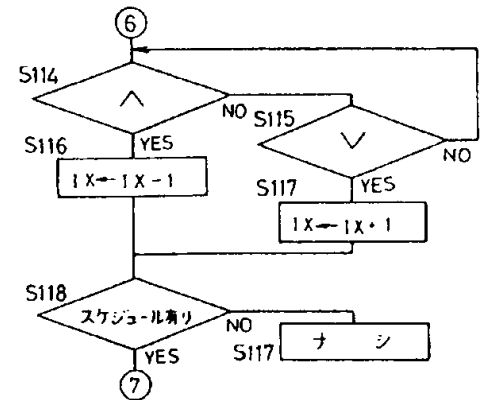 6
S114
∧
NO
S115
∨
NO
YES
S116
IX←IX-1
YES
S117
IX←IX+1
S118
スケジュール有り
NO
S117
ナシ
YES
7